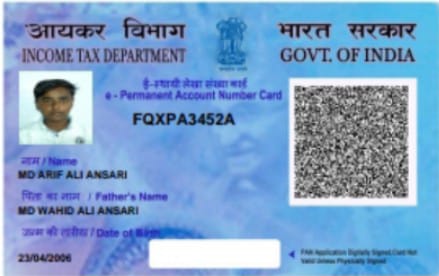 आयकर विभाग
INCOME TAX DEPARTMENT
भारत सरकार
GOVT. OF INDIA
ई-स्थायी लेखा संख्या कार्ड
e - Permanent Account Number Card
FQXPA3452A
नाम / Name
MD ARIF ALI ANSARI
पिता का नाम / Father's Name
MD WAHID ALI ANSARI
जन्म की तारीख / Date of Birth
23/04/2006
PAN Application Digitally Signed, Card Not
Valid Unless Physically Signed